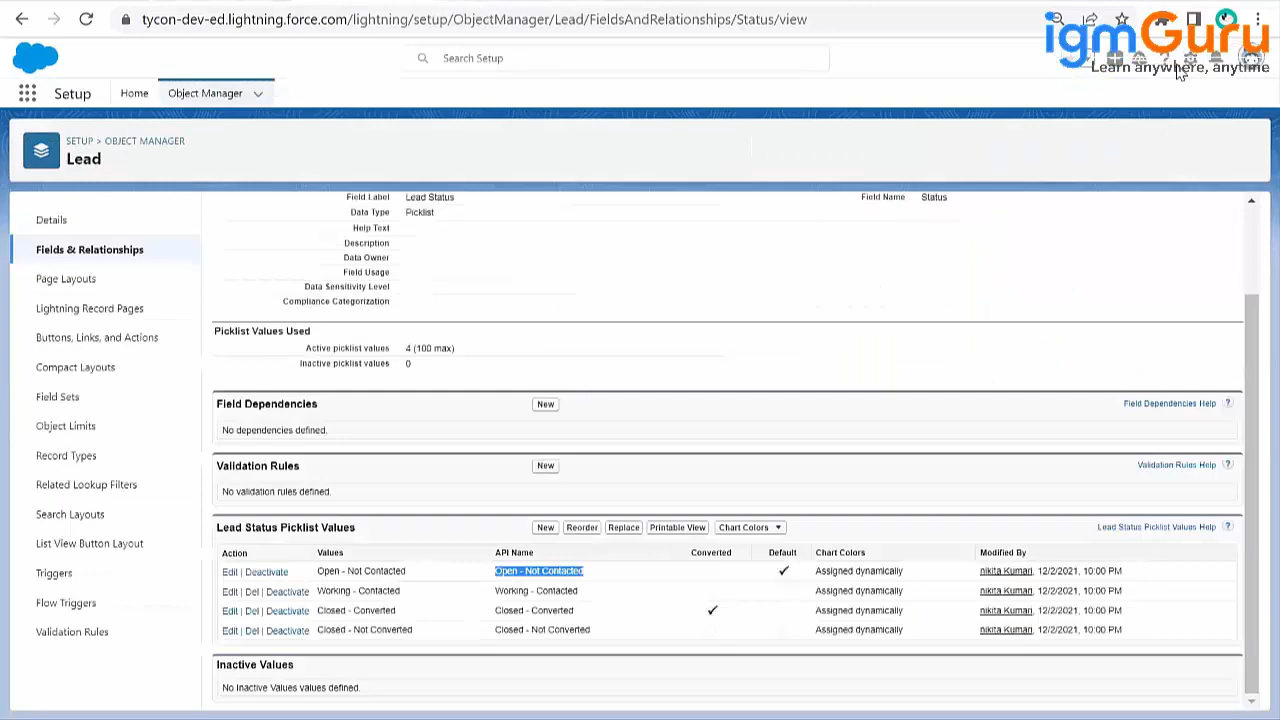 tycon-dev-ed.lightning.force.com/lightning/setup/ObjectManager/Lead/FieldsAndRelationships/Status/view
igmGuru
Learn anywhere, anytime
Search Setup
Setup Home Object Manager
SETUP > OBJECT MANAGER
Lead
Details
Fields & Relationships
Page Layouts
Lightning Record Pages
Buttons, Links, and Actions
Compact Layouts
Field Sets
Object Limits
Record Types
Related Lookup Filters
Search Layouts
List View Button Layout
Triggers
Flow Triggers
Validation Rules
Field Label Lead Status Field Name Status
Data Type Picklist
Help Text
Description
Data Owner
Field Usage
Data Sensitivity Level
Compliance Categorization
Picklist Values Used
Active picklist values 4 (100 max)
Inactive picklist values 0
Field Dependencies New Field Dependencies Help ?
No dependencies defined.
Validation Rules New Validation Rules Help ?
No validation rules defined.
Lead Status Picklist Values New Reorder Replace Printable View Chart Colors Lead Status Picklist Values Help ?
Action Values API Name Converted Default Chart Colors Modified By
Edit | Deactivate Open - Not Contacted Open - Not Contacted ✓ Assigned dynamically nikita Kumari, 12/2/2021, 10:00 PM
Edit | Del | Deactivate Working - Contacted Working - Contacted Assigned dynamically nikita Kumari, 12/2/2021, 10:00 PM
Edit | Del | Deactivate Closed - Converted Closed - Converted ✓ Assigned dynamically nikita Kumari, 12/2/2021, 10:00 PM
Edit | Del | Deactivate Closed - Not Converted Closed - Not Converted Assigned dynamically nikita Kumari, 12/2/2021, 10:00 PM
Inactive Values
No Inactive Values values defined.